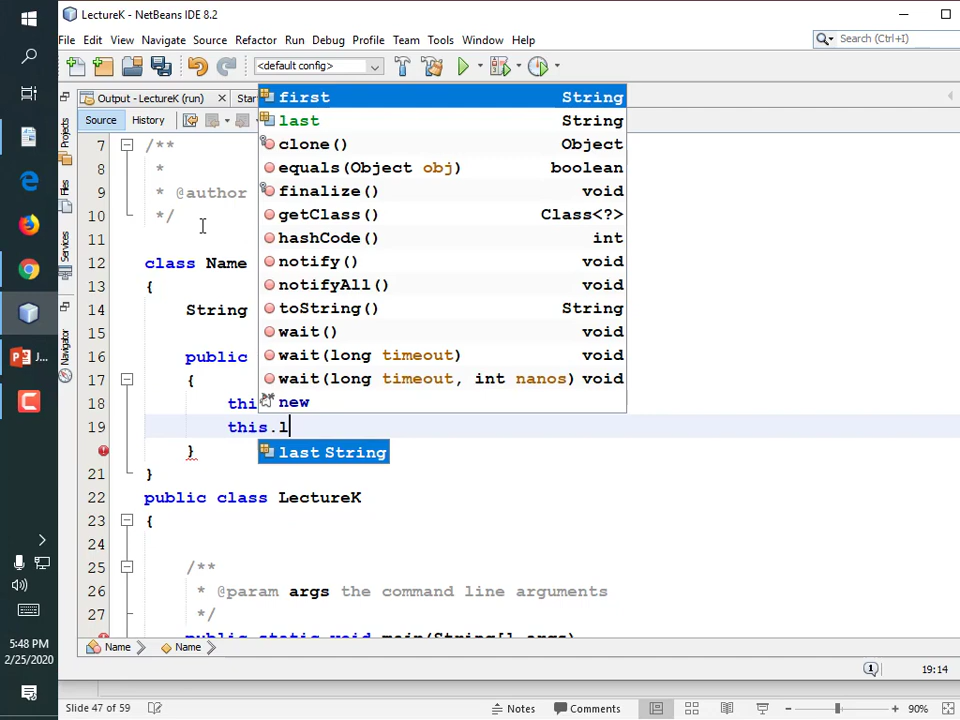 LectureK - NetBeans IDE 8.2
File Edit View Navigate Source Refactor Run Debug Profile Team Tools Window Help
Search (Ctrl+I)
<default config>
Output - LectureK (run) Star
Source History
first String
last String
clone() Object
equals(Object obj) boolean
finalize() void
getClass() Class<?>
hashCode() int
notify() void
notifyAll() void
toString() String
wait() void
wait(long timeout) void
wait(long timeout, int nanos) void
new
last String
Projects
Files
Services
Navigator
7 /**
8 *
9 * @author
10 */
11
12 class Name
13 {
14 String
15
16 public
17 {
18 thi
19 this.l
}
21 }
22 public class LectureK
23 {
24
25 /**
26 * @param args the command line arguments
27 */
public static void main(String[] args)
Name Name
1 19:14
J...
5:48 PM
2/25/2020
Slide 47 of 59 Notes Comments 90%